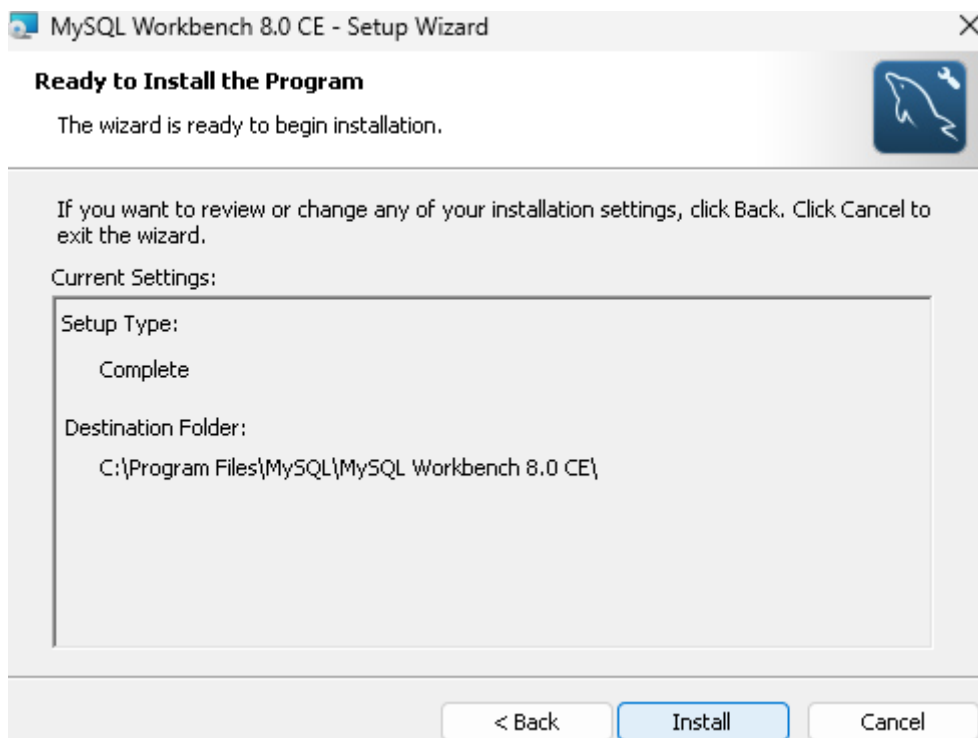 MySQL Workbench 8.0 CE - Setup Wizard
Ready to Install the Program
The wizard is ready to begin installation.
If you want to review or change any of your installation settings, click Back. Click Cancel to
exit the wizard.
Current Settings:
Setup Type:
Complete
Destination Folder:
C:\Program Files\MySQL\MySQL Workbench 8.0 CE\
< Back
Install
Cancel